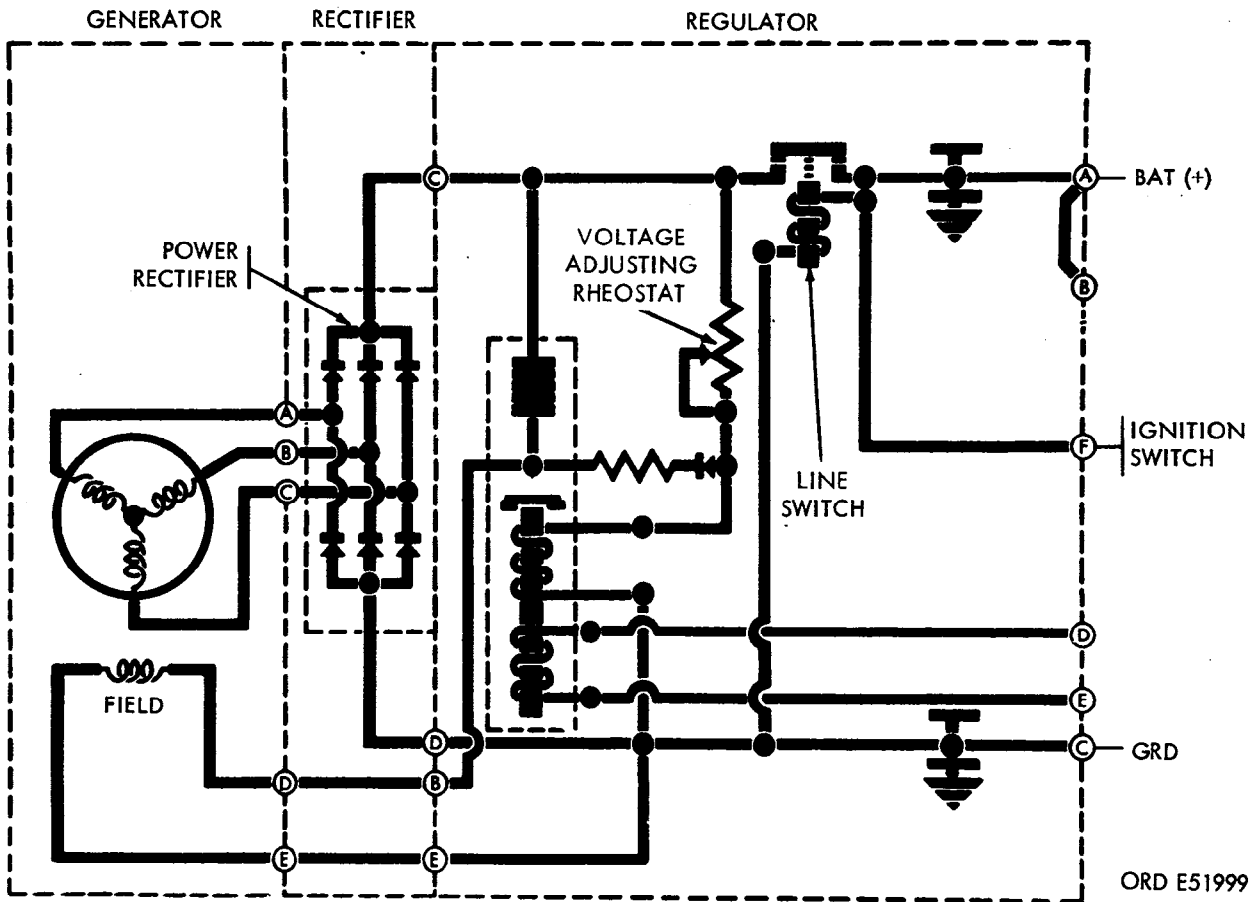 GENERATOR
RECTIFIER
REGULATOR
C
A
BAT (+)
POWER
RECTIFIER
VOLTAGE
ADJUSTING
RHEOSTAT
B
A
B
C
LINE
SWITCH
F
IGNITION
SWITCH
D
FIELD
E
D
C
GRD
D
B
E
E
ORD E51999